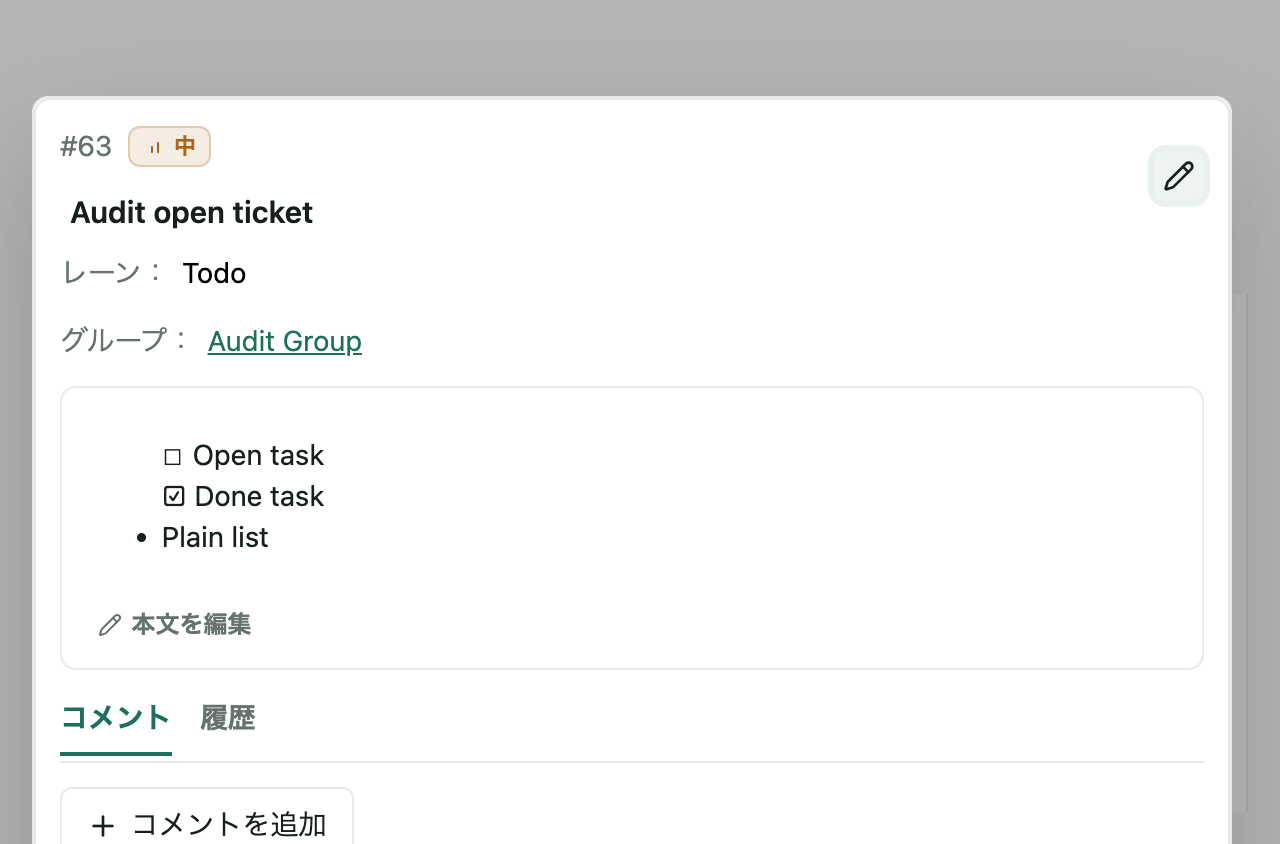 #63 中
Audit open ticket
レーン： Todo
グループ： Audit Group
☐ Open task
☑ Done task
• Plain list
本文を編集
コメント 履歴
＋ コメントを追加